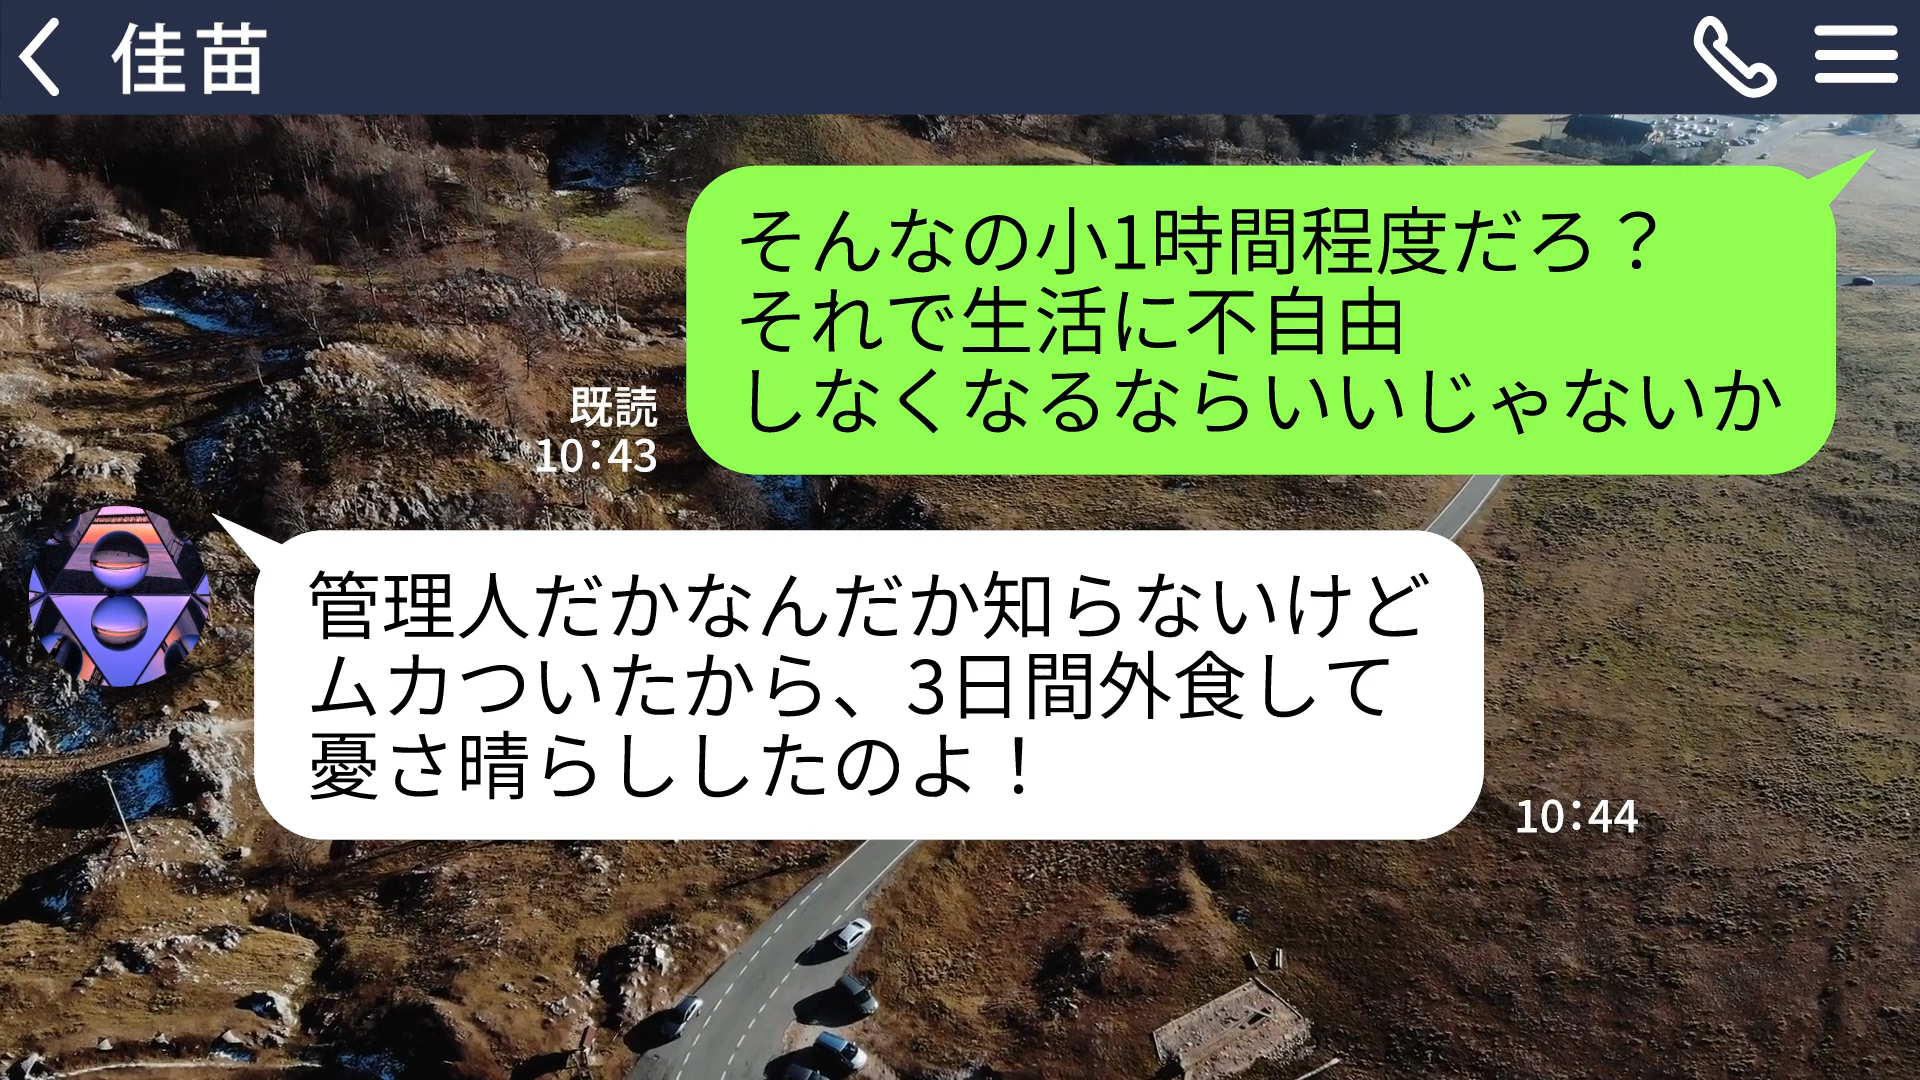 佳苗
そんなの小1時間程度だろ？
それで生活に不自由
しなくなるならいいじゃないか
既読
10:43
管理人だかなんだか知らないけど
ムカついたから、3日間外食して
憂さ晴らししたのよ！
10:44